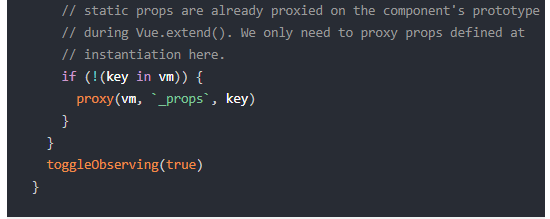 // static props are already proxied on the component's prototype
// during Vue.extend(). We only need to proxy props defined at
// instantiation here.
if (!(key in vm)) {
proxy(vm, `_props`, key)
}
}
toggleObserving(true)
}